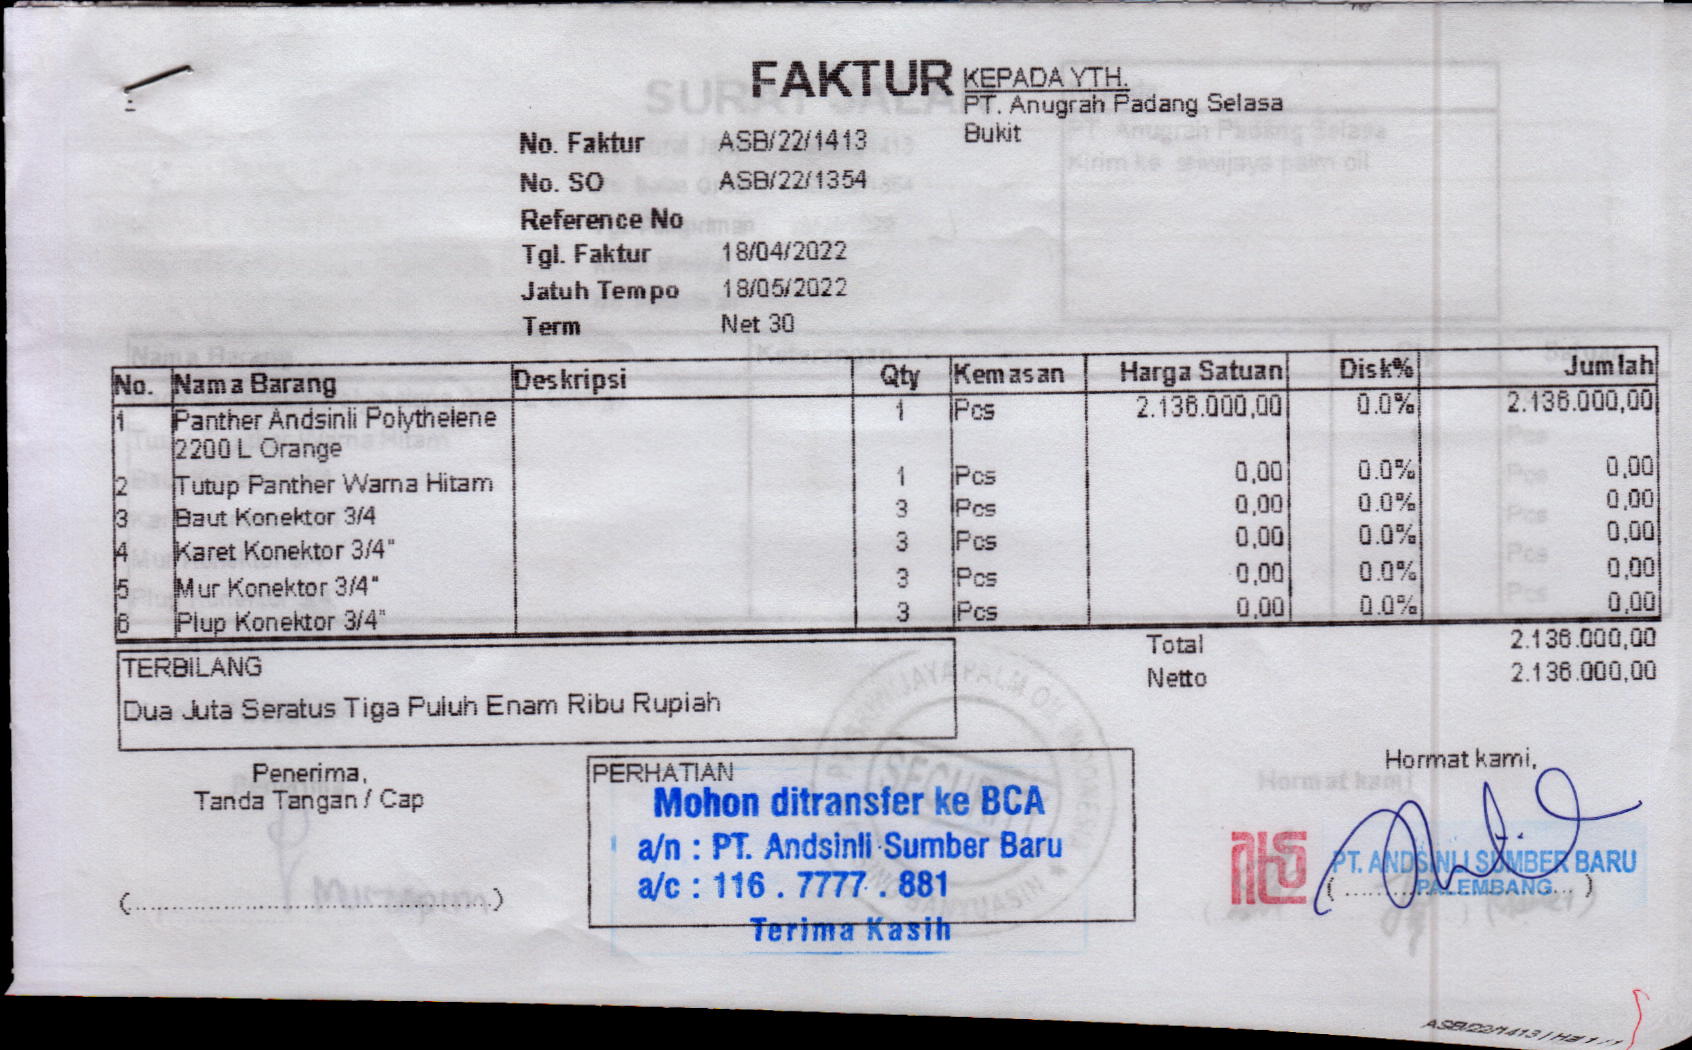 FAKTUR
KEPADA YTH.
PT. Anugrah Padang Selasa
Bukit
No. Faktur ASB/22/1413
No. SO ASB/22/1354
Reference No
Tgl. Faktur 18/04/2022
Jatuh Tempo 18/05/2022
Term Net 30
No. Nama Barang Deskripsi Qty Kemasan Harga Satuan Disk% Jumlah
1 Panther Andsinli Polythelene 1 Pcs 2.136.000,00 0.0% 2.136.000,00
2200 L Orange
2 Tutup Panther Warna Hitam 1 Pcs 0,00 0.0% 0,00
3 Baut Konektor 3/4 3 Pcs 0,00 0.0% 0,00
4 Karet Konektor 3/4" 3 Pcs 0,00 0.0% 0,00
5 Mur Konektor 3/4" 3 Pcs 0,00 0.0% 0,00
6 Plup Konektor 3/4" 3 Pcs 0,00 0.0% 0,00
Total 2.136.000,00
Netto 2.136.000,00
TERBILANG
Dua Juta Seratus Tiga Puluh Enam Ribu Rupiah
Penerima,
Tanda Tangan / Cap
(..........................................)
PERHATIAN
Mohon ditransfer ke BCA
a/n : PT. Andsinli Sumber Baru
a/c : 116 . 7777 . 881
Terima Kasih
Hormat kami,
PT. ANDSINLI SUMBER BARU
PALEMBANG
ASB/22/1413 / Hal 1 / 1